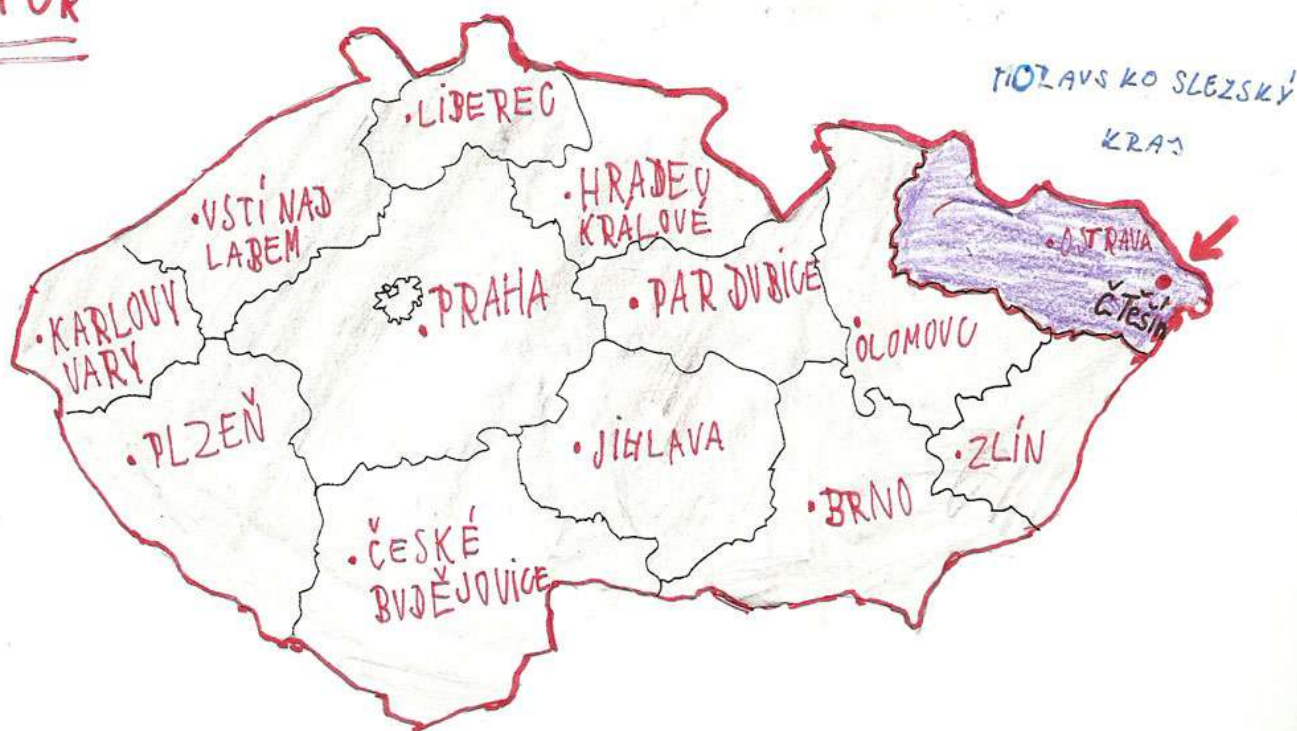 MORAVSKO SLEZSKÝ
KRAJ
LIBEREC
ÚSTÍ NAD
LABEM
HRADEC
KRÁLOVÉ
OSTRAVA
Č.Těšín
KARLOVY
VARY
PRAHA
PARDUBICE
OLOMOUC
PLZEŇ
JIHLAVA
ZLÍN
BRNO
ČESKÉ
BUDĚJOVICE